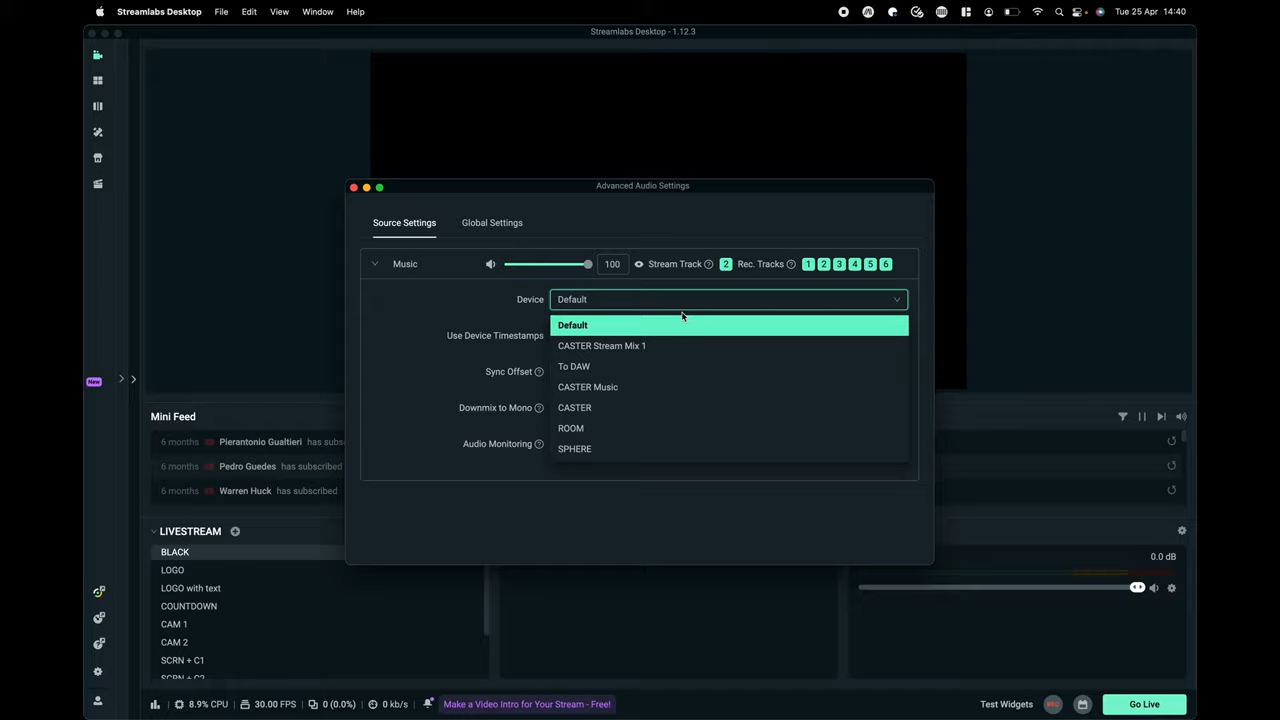 Streamlabs Desktop File Edit View Window Help Tue 25 Apr 14:40
Streamlabs Desktop - 1.12.3
Advanced Audio Settings
Source Settings Global Settings
Music 100 Stream Track 2 Rec. Tracks 1 2 3 4 5 6
Device Default
Default
Use Device Timestamps
CASTER Stream Mix 1
To DAW
Sync Offset
CASTER Music
Downmix to Mono
CASTER
ROOM
Audio Monitoring
SPHERE
New
Mini Feed
6 months Pierantonio Gualtieri has subs
6 months Pedro Guedes has subscribed
6 months Warren Huck has subscribed
LIVESTREAM
BLACK
0.0 dB
LOGO
LOGO with text
COUNTDOWN
CAM 1
CAM 2
SCRN + C1
SCRN + C2
8.9% CPU 30.00 FPS 0 (0.0%) 0 kb/s Make a Video Intro for Your Stream - Free! Test Widgets REC Go Live